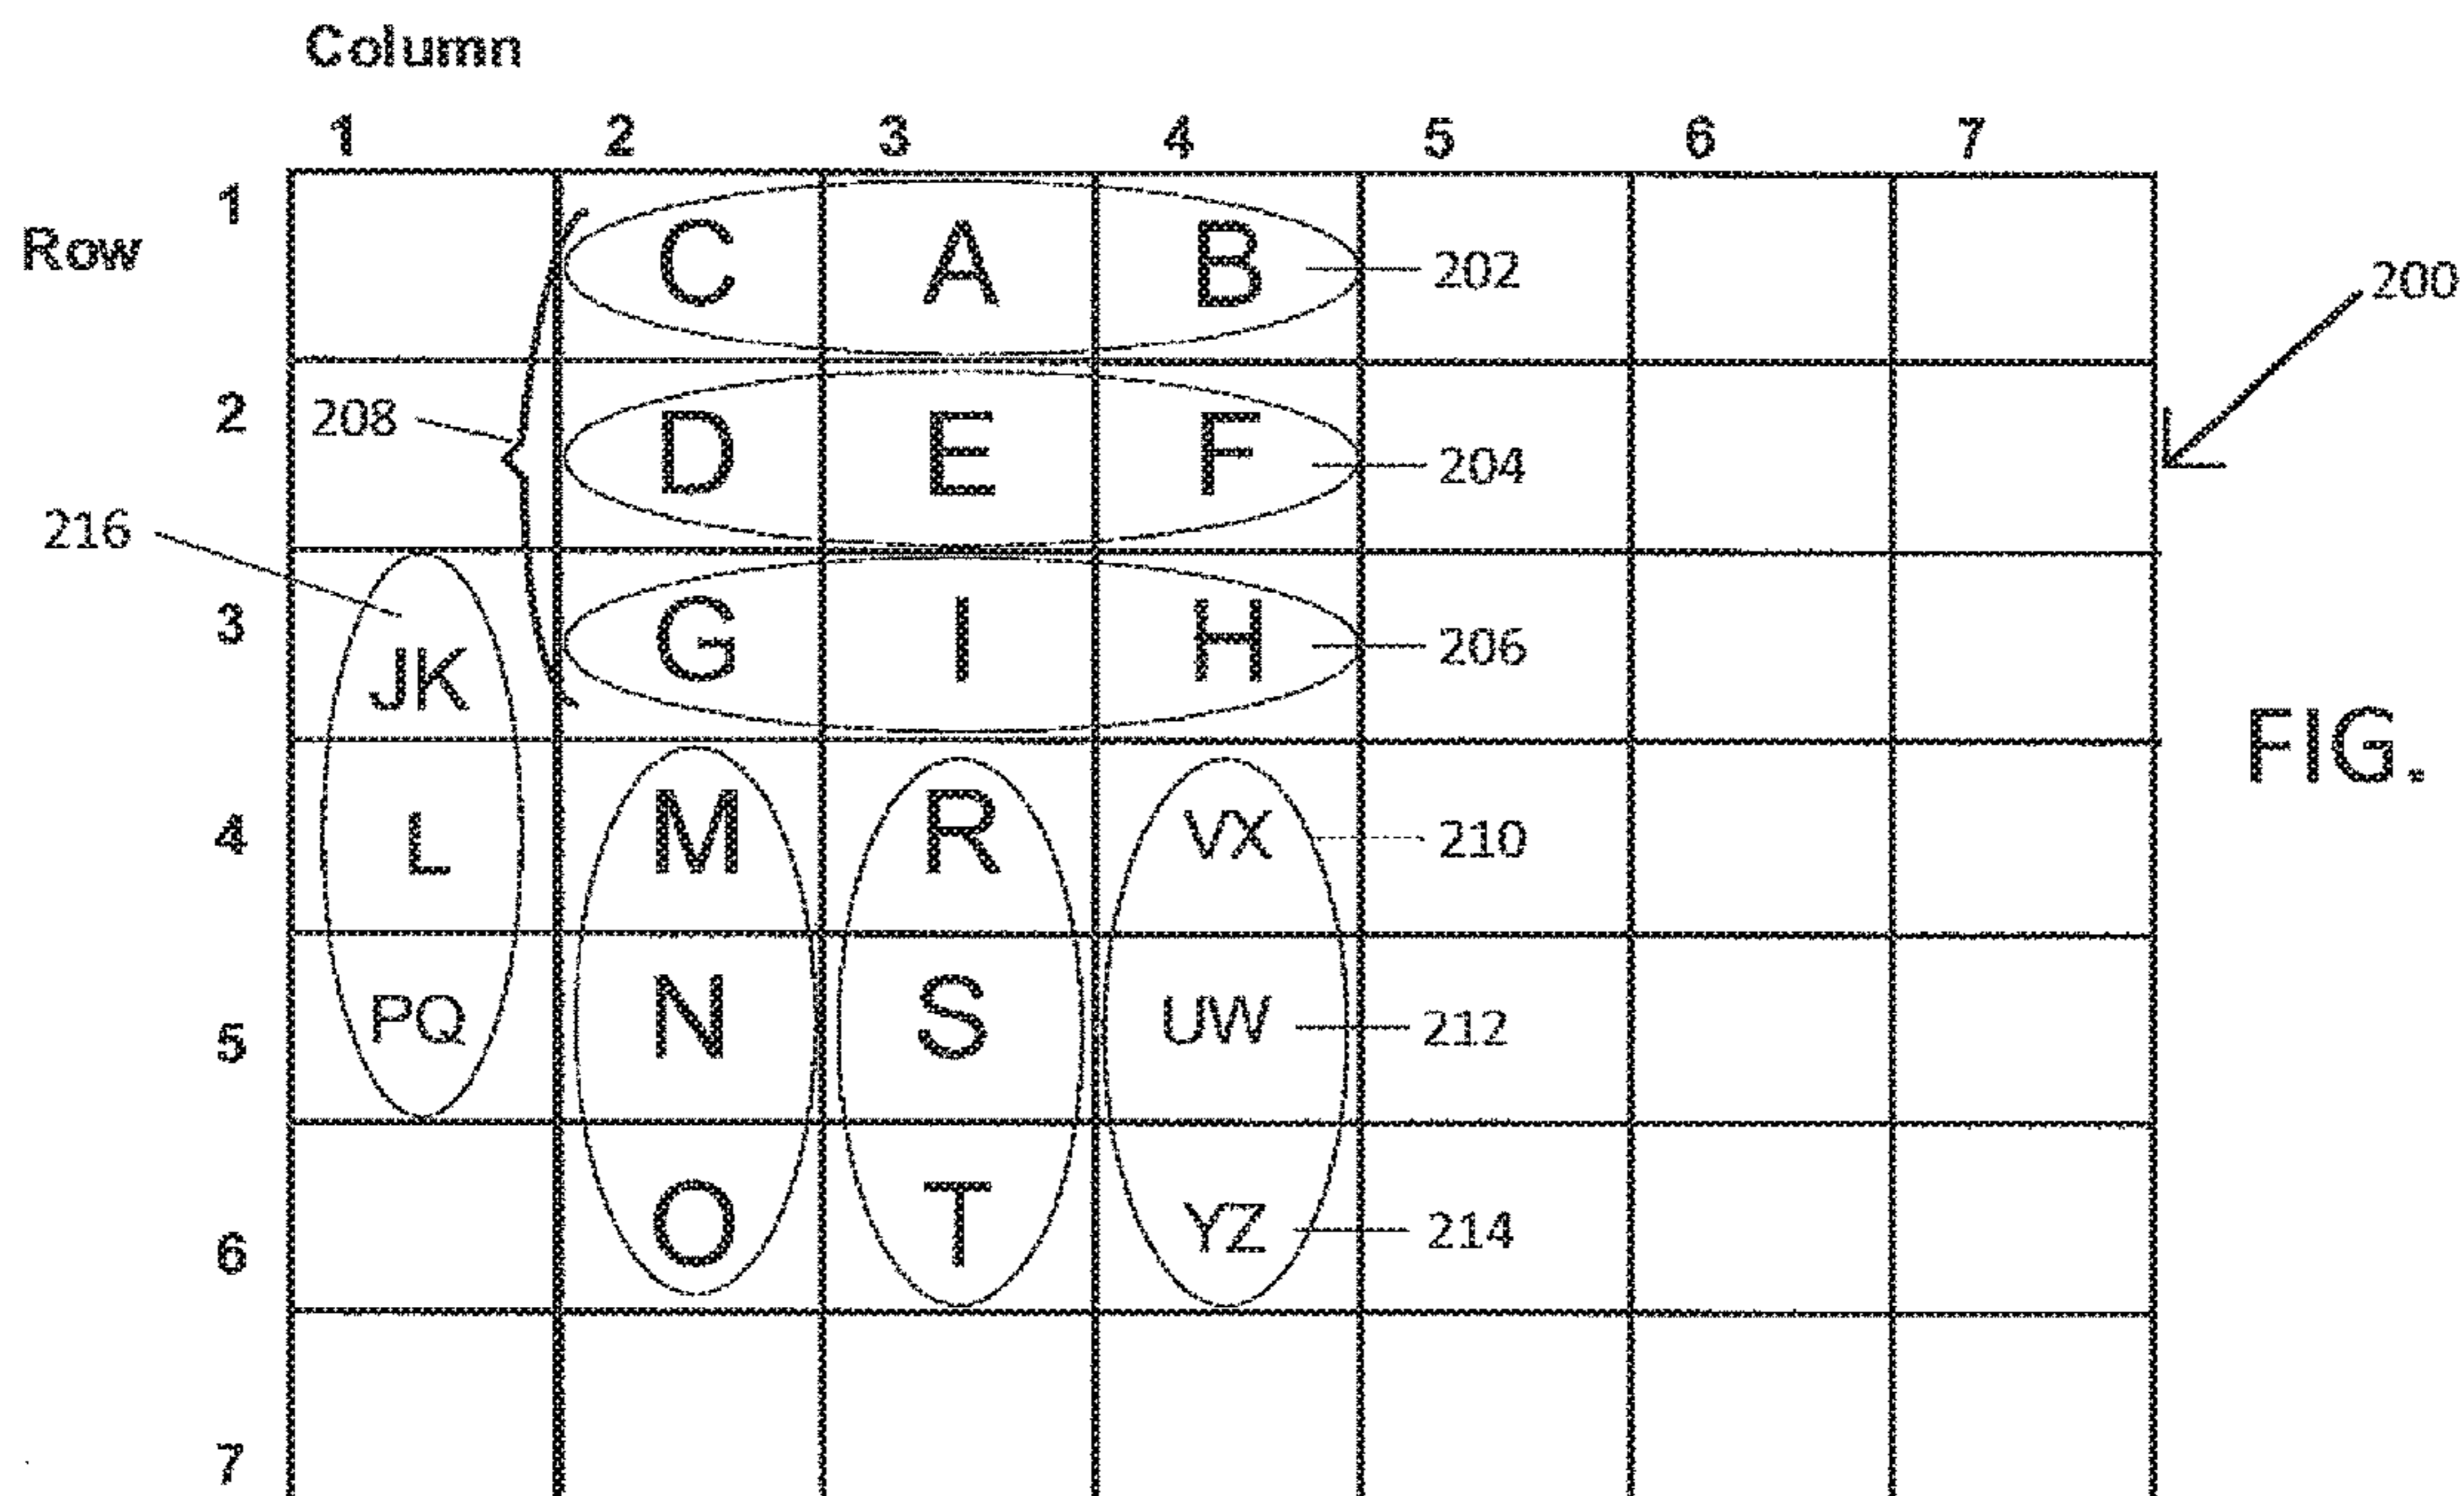 Column
1 2 3 4 5 6 7
Row 1 C A B 202 200
2 208 D E F 204
216
3 JK G I H 206
FIG.
4 L M R VX 210
5 PQ N S UW 212
6 O T YZ 214
7